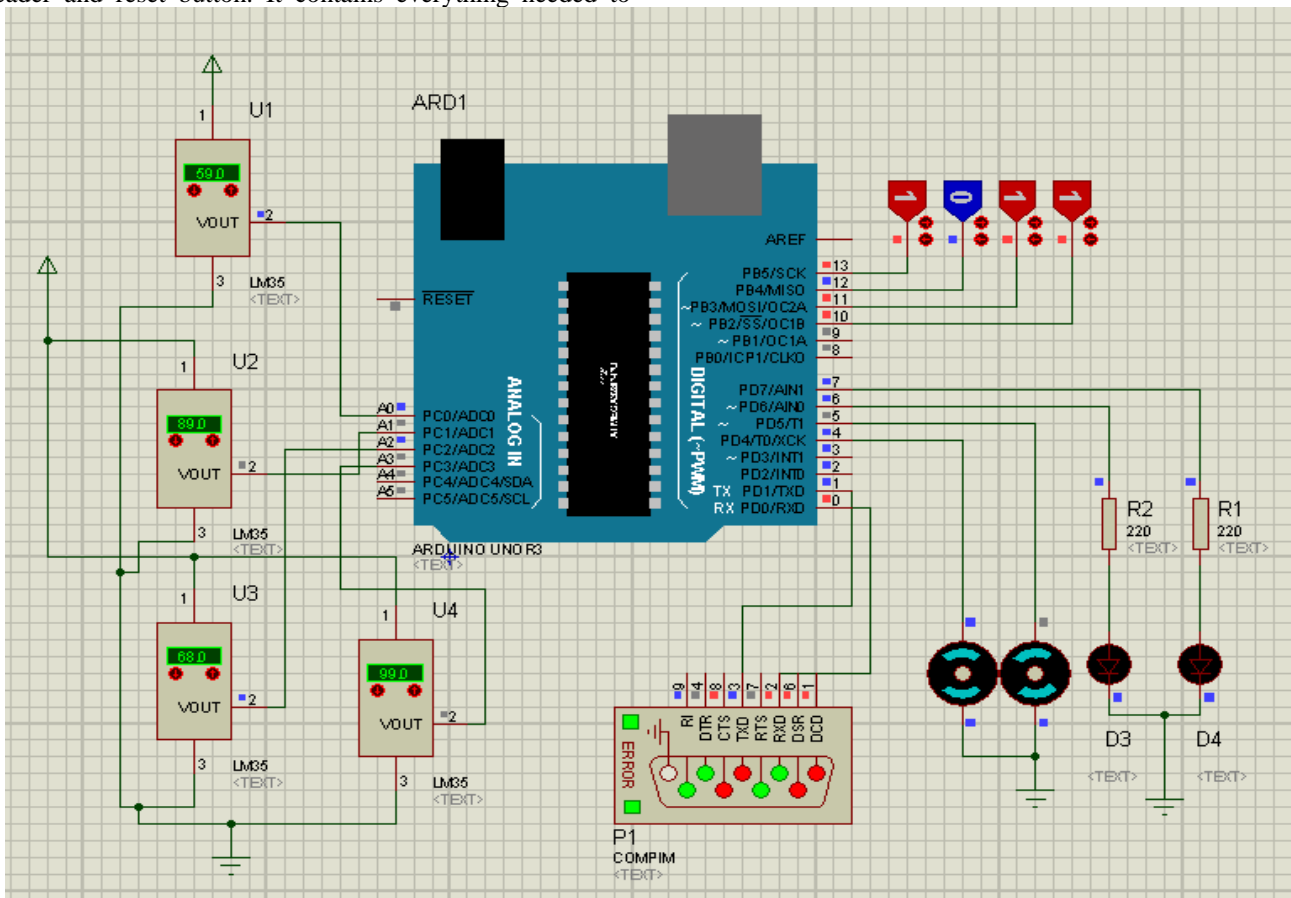 eader and reset button. It contains everything needed to
ARD1
U1
1
59.0
VOUT
2
3
LM35
<TEXT>
U2
1
89.0
VOUT
2
3
LM35
<TEXT>
U3
1
68.0
VOUT
2
3
LM35
<TEXT>
U4
1
99.0
VOUT
2
3
LM35
<TEXT>
RESET
A0 PC0/ADC0
A1 PC1/ADC1
A2 PC2/ADC2
A3 PC3/ADC3
A4 PC4/ADC4/SDA
A5 PC5/ADC5/SCL
ANALOG IN
ARDUINO UNO R3
<TEXT>
DIGITAL (~PWM)
AREF
PB5/SCK 13
PB4/MISO 12
~PB3/MOSI/OC2A 11
~ PB2/SS/OC1B 10
~ PB1/OC1A 9
PB0/ICP1/CLKO 8
PD7/AIN1 7
~ PD6/AIN0 6
~ PD5/T1 5
PD4/T0/XCK 4
~ PD3/INT1 3
PD2/INT0 2
TX PD1/TXD 1
RX PD0/RXD 0
1 0 1 1
R2
220
<TEXT>
R1
220
<TEXT>
D3
<TEXT>
D4
<TEXT>
9 4 8 3 7 2 6 1
RI DTR CTS TXD RTS RXD DSR DCD
ERROR
P1
COMPIM
<TEXT>